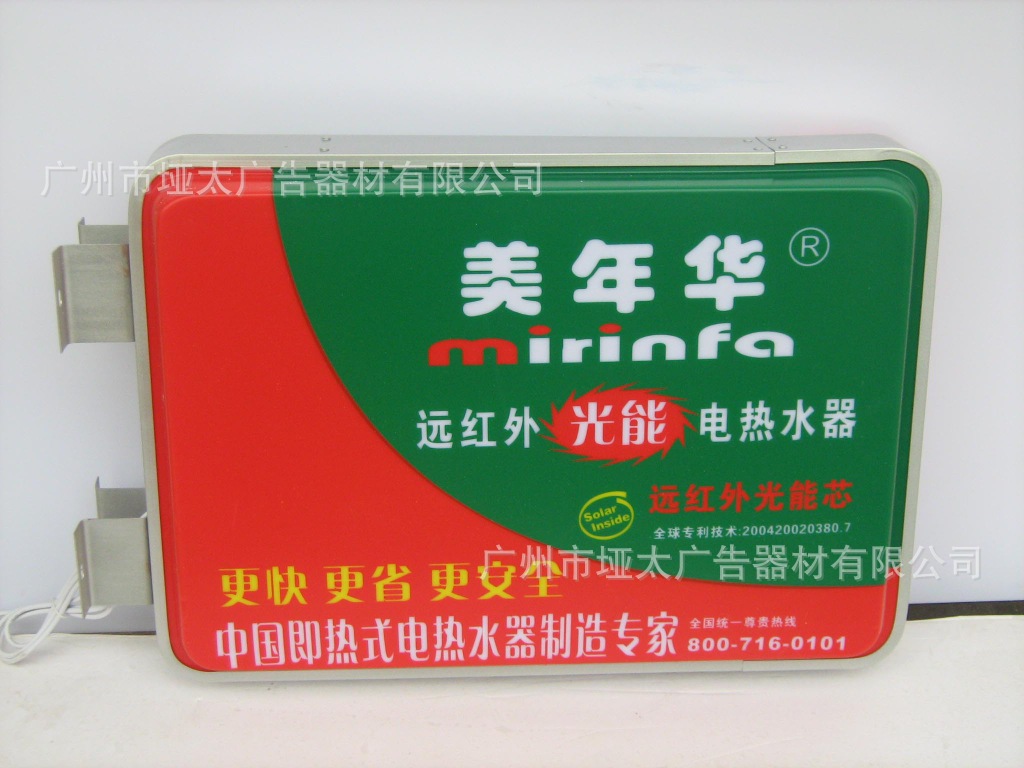 广州市垭太广告器材有限公司
美年华®
mirinfa
远红外 光能 电热水器
Solar Inside
远红外光能芯
全球专利技术:200420020380.7
广州市垭太广告器材有限公司
更快 更省 更安全
全国统一尊贵热线
中国即热式电热水器制造专家 800-716-0101